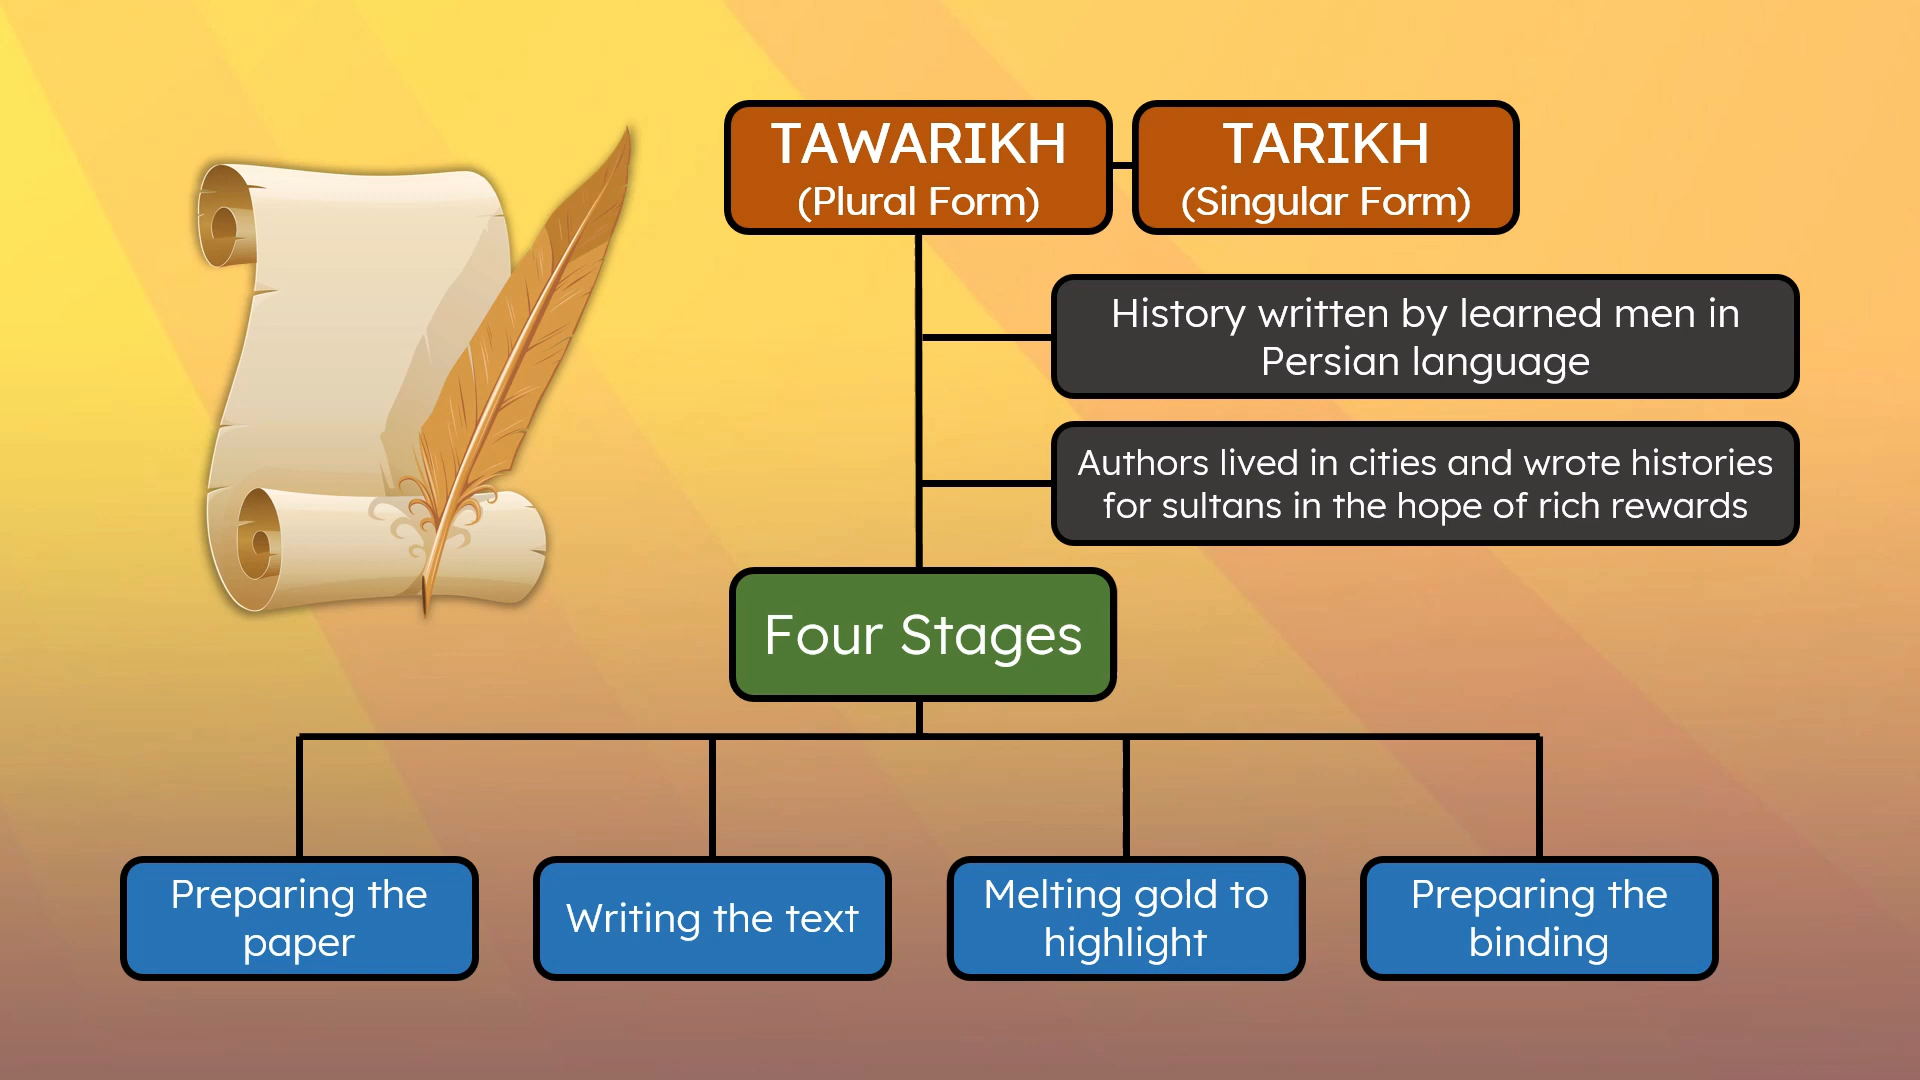 TAWARIKH
(Plural Form)
TARIKH
(Singular Form)
History written by learned men in
Persian language
Authors lived in cities and wrote histories
for sultans in the hope of rich rewards
Four Stages
Preparing the
paper
Writing the text
Melting gold to
highlight
Preparing the
binding